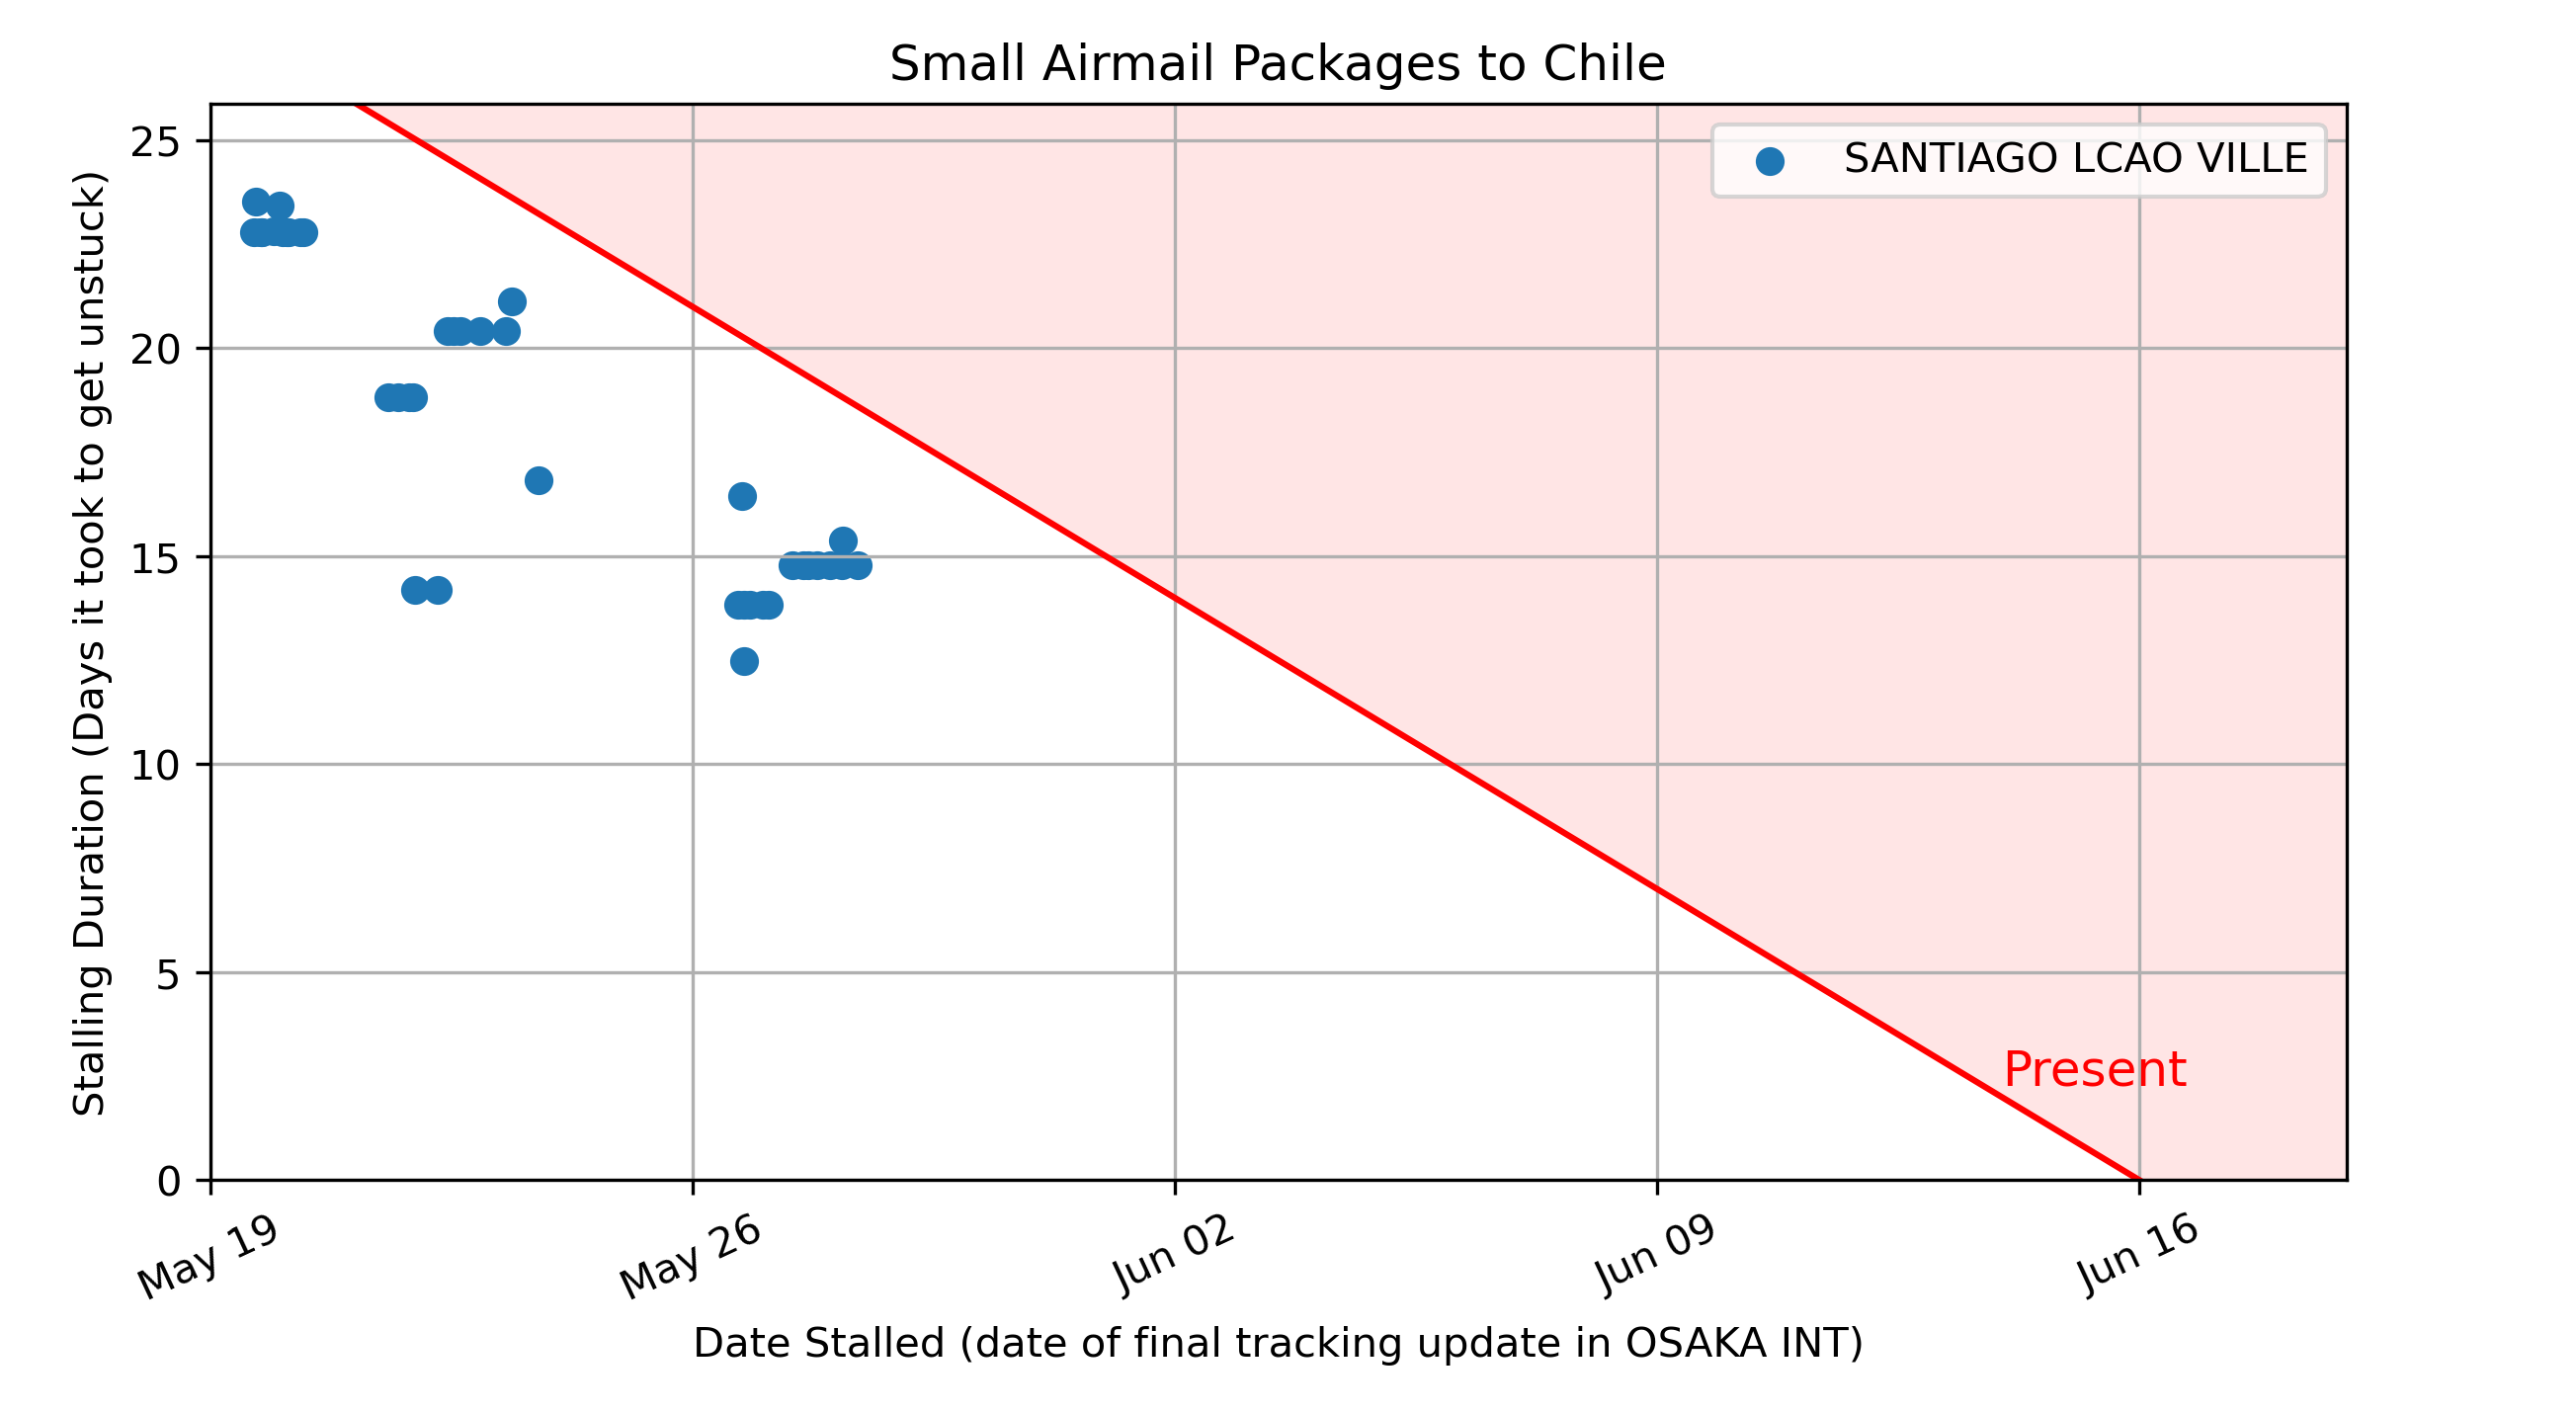 Small Airmail Packages to Chile
SANTIAGO LCAO VILLE
Stalling Duration (Days it took to get unstuck)
25
20
15
10
5
0
Present
May 19
May 26
Jun 02
Jun 09
Jun 16
Date Stalled (date of final tracking update in OSAKA INT)